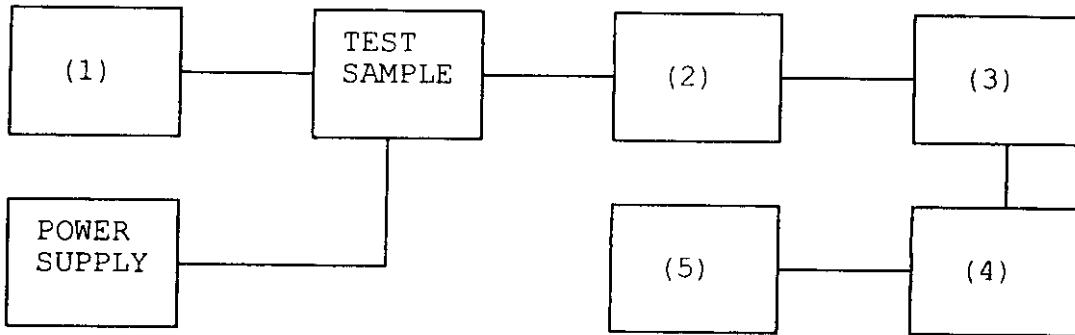 (1)
TEST
SAMPLE
(2)
(3)
POWER
SUPPLY
(5)
(4)